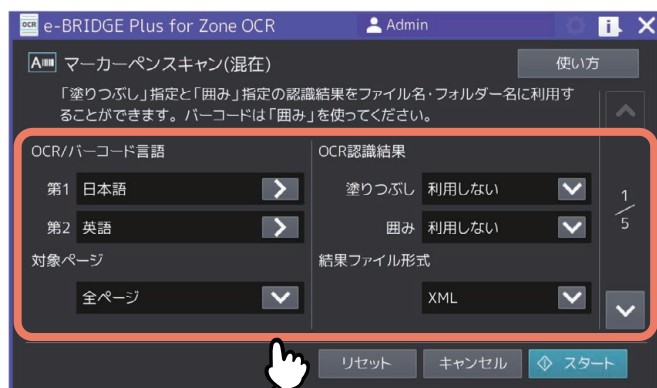 OCR e-BRIDGE Plus for Zone OCR Admin
A マーカーペンスキャン(混在) 使い方
「塗りつぶし」指定と「囲み」指定の認識結果をファイル名・フォルダー名に利用す
ることができます。バーコードは「囲み」を使ってください。
OCR/バーコード言語 OCR認識結果
第1 日本語 塗りつぶし 利用しない
第2 英語 囲み 利用しない
1/5
対象ページ 結果ファイル形式
全ページ XML
リセット キャンセル スタート